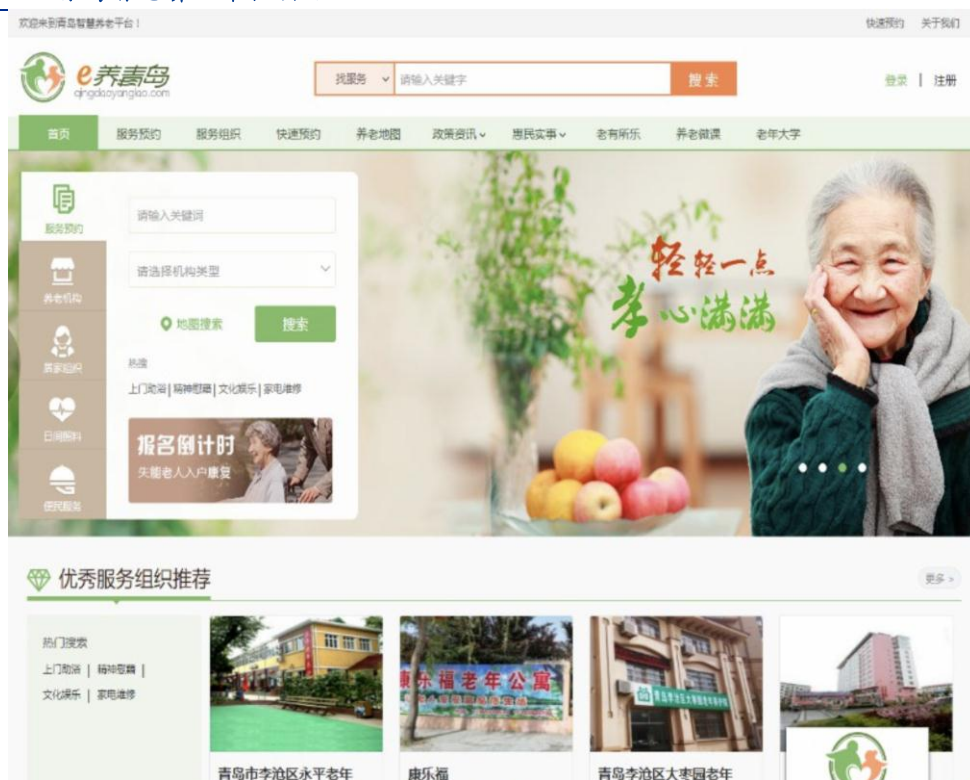 欢迎来到青岛智慧养老平台！
快速预约 关于我们
e养青岛
qingdaoyanglao.com
找服务 请输入关键字 搜索
登录 | 注册
首页 服务预约 服务组织 快速预约 养老地图 政策资讯 惠民实事 老有所乐 养老微课 老年大学
服务预约
养老机构
居家组织
日间照料
便民服务
请输入关键词
请选择机构类型
地图搜索 搜索
热搜
上门助浴|精神慰藉|文化娱乐|家电维修
报名倒计时
失能老人入户康复
轻轻一点
孝心满满
优秀服务组织推荐
更多 >
热门搜索
上门助浴 | 精神慰藉 |
文化娱乐 | 家电维修
康乐福老年公寓
青岛市李沧区永平老年
康乐福
青岛李沧区大枣园老年